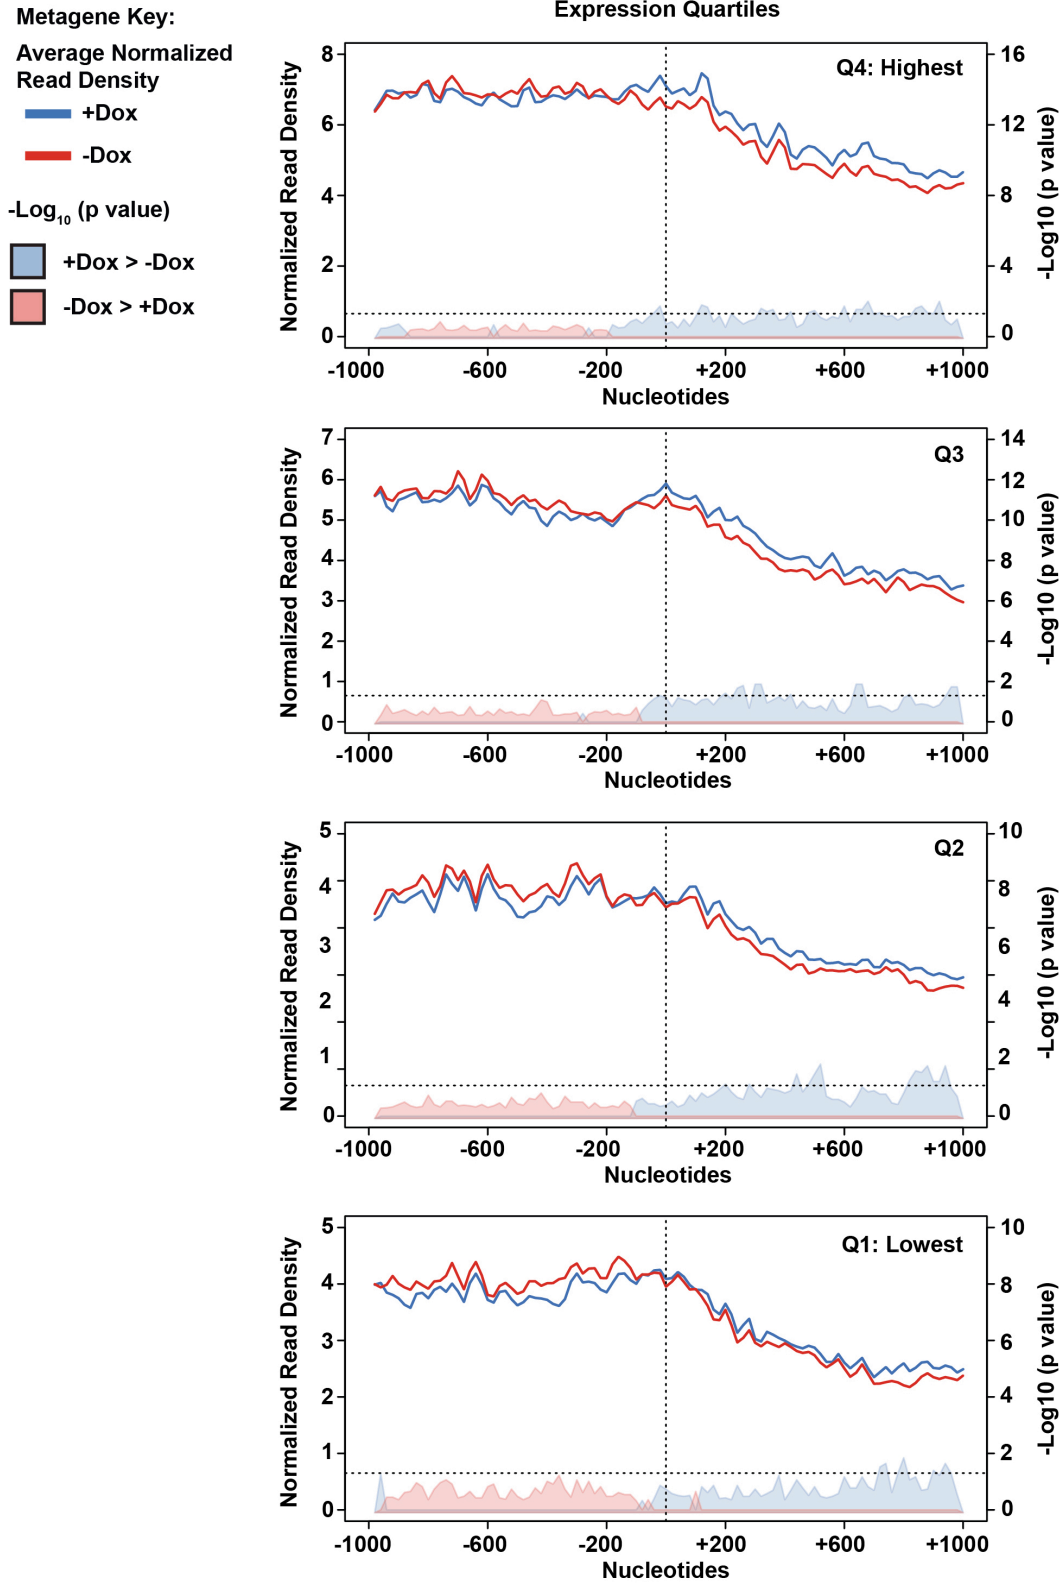 Expression Quartiles
Metagene Key:
Average Normalized
Read Density
+Dox
-Dox
-Log10 (p value)
+Dox > -Dox
-Dox > +Dox
Q4: Highest
Normalized Read Density
8
6
4
2
0
16
12
8
4
0
-Log10 (p value)
-1000 -600 -200 +200 +600 +1000
Nucleotides
Q3
Normalized Read Density
7
6
5
4
3
2
1
0
14
12
10
8
6
4
2
0
-Log10 (p value)
-1000 -600 -200 +200 +600 +1000
Nucleotides
Q2
Normalized Read Density
5
4
3
2
1
0
10
8
6
4
2
0
-Log10 (p value)
-1000 -600 -200 +200 +600 +1000
Nucleotides
Q1: Lowest
Normalized Read Density
5
4
3
2
1
0
10
8
6
4
2
0
-Log10 (p value)
-1000 -600 -200 +200 +600 +1000
Nucleotides